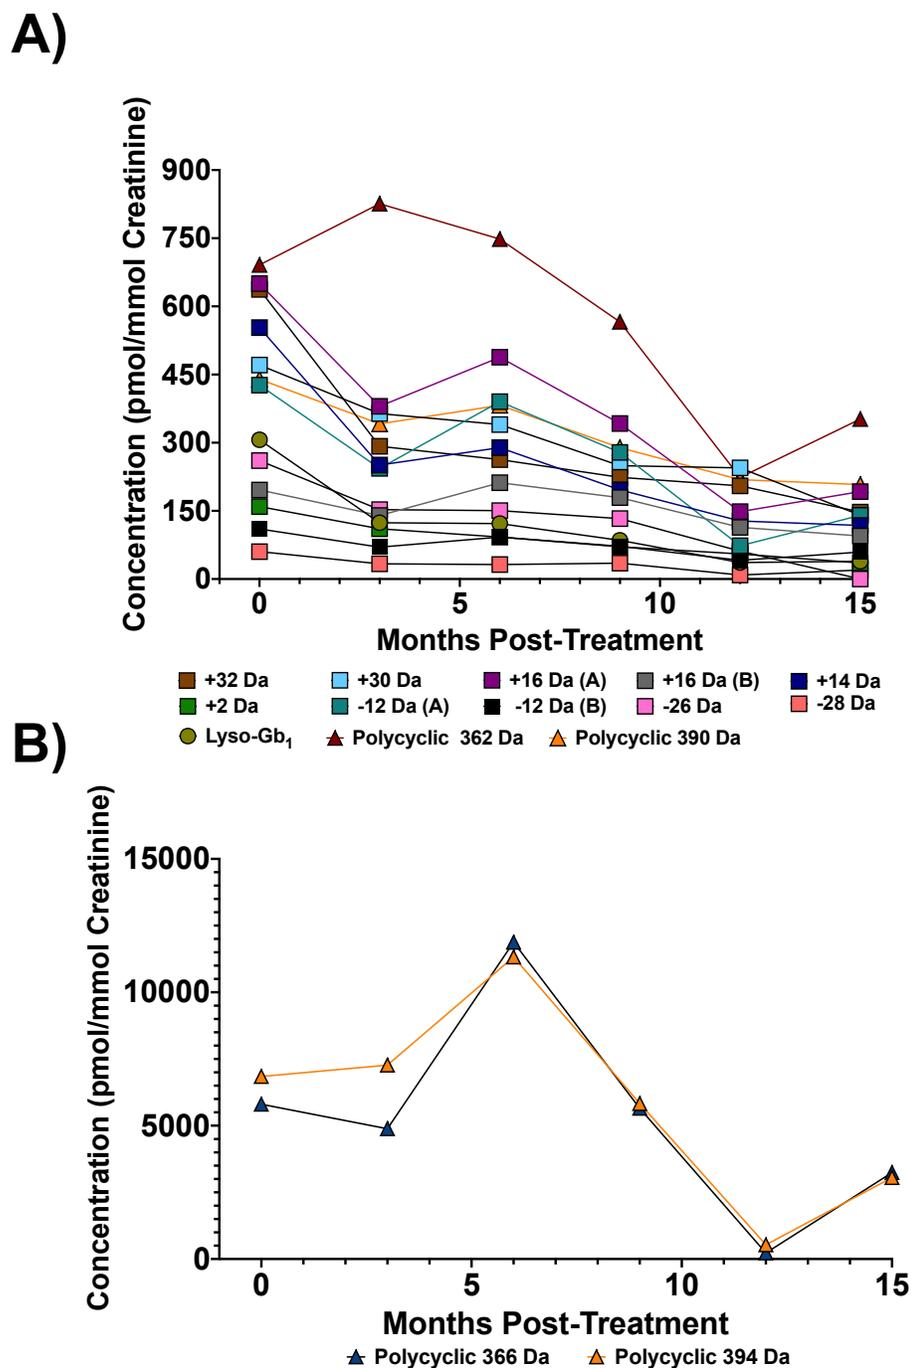 A)
Concentration (pmol/mmol Creatinine)
900
750
600
450
300
150
0
0 5 10 15
Months Post-Treatment
+32 Da +30 Da +16 Da (A) +16 Da (B) +14 Da
+2 Da -12 Da (A) -12 Da (B) -26 Da -28 Da
Lyso-Gb1 Polycyclic 362 Da Polycyclic 390 Da
B)
Concentration (pmol/mmol Creatinine)
15000
10000
5000
0
0 5 10 15
Months Post-Treatment
Polycyclic 366 Da Polycyclic 394 Da